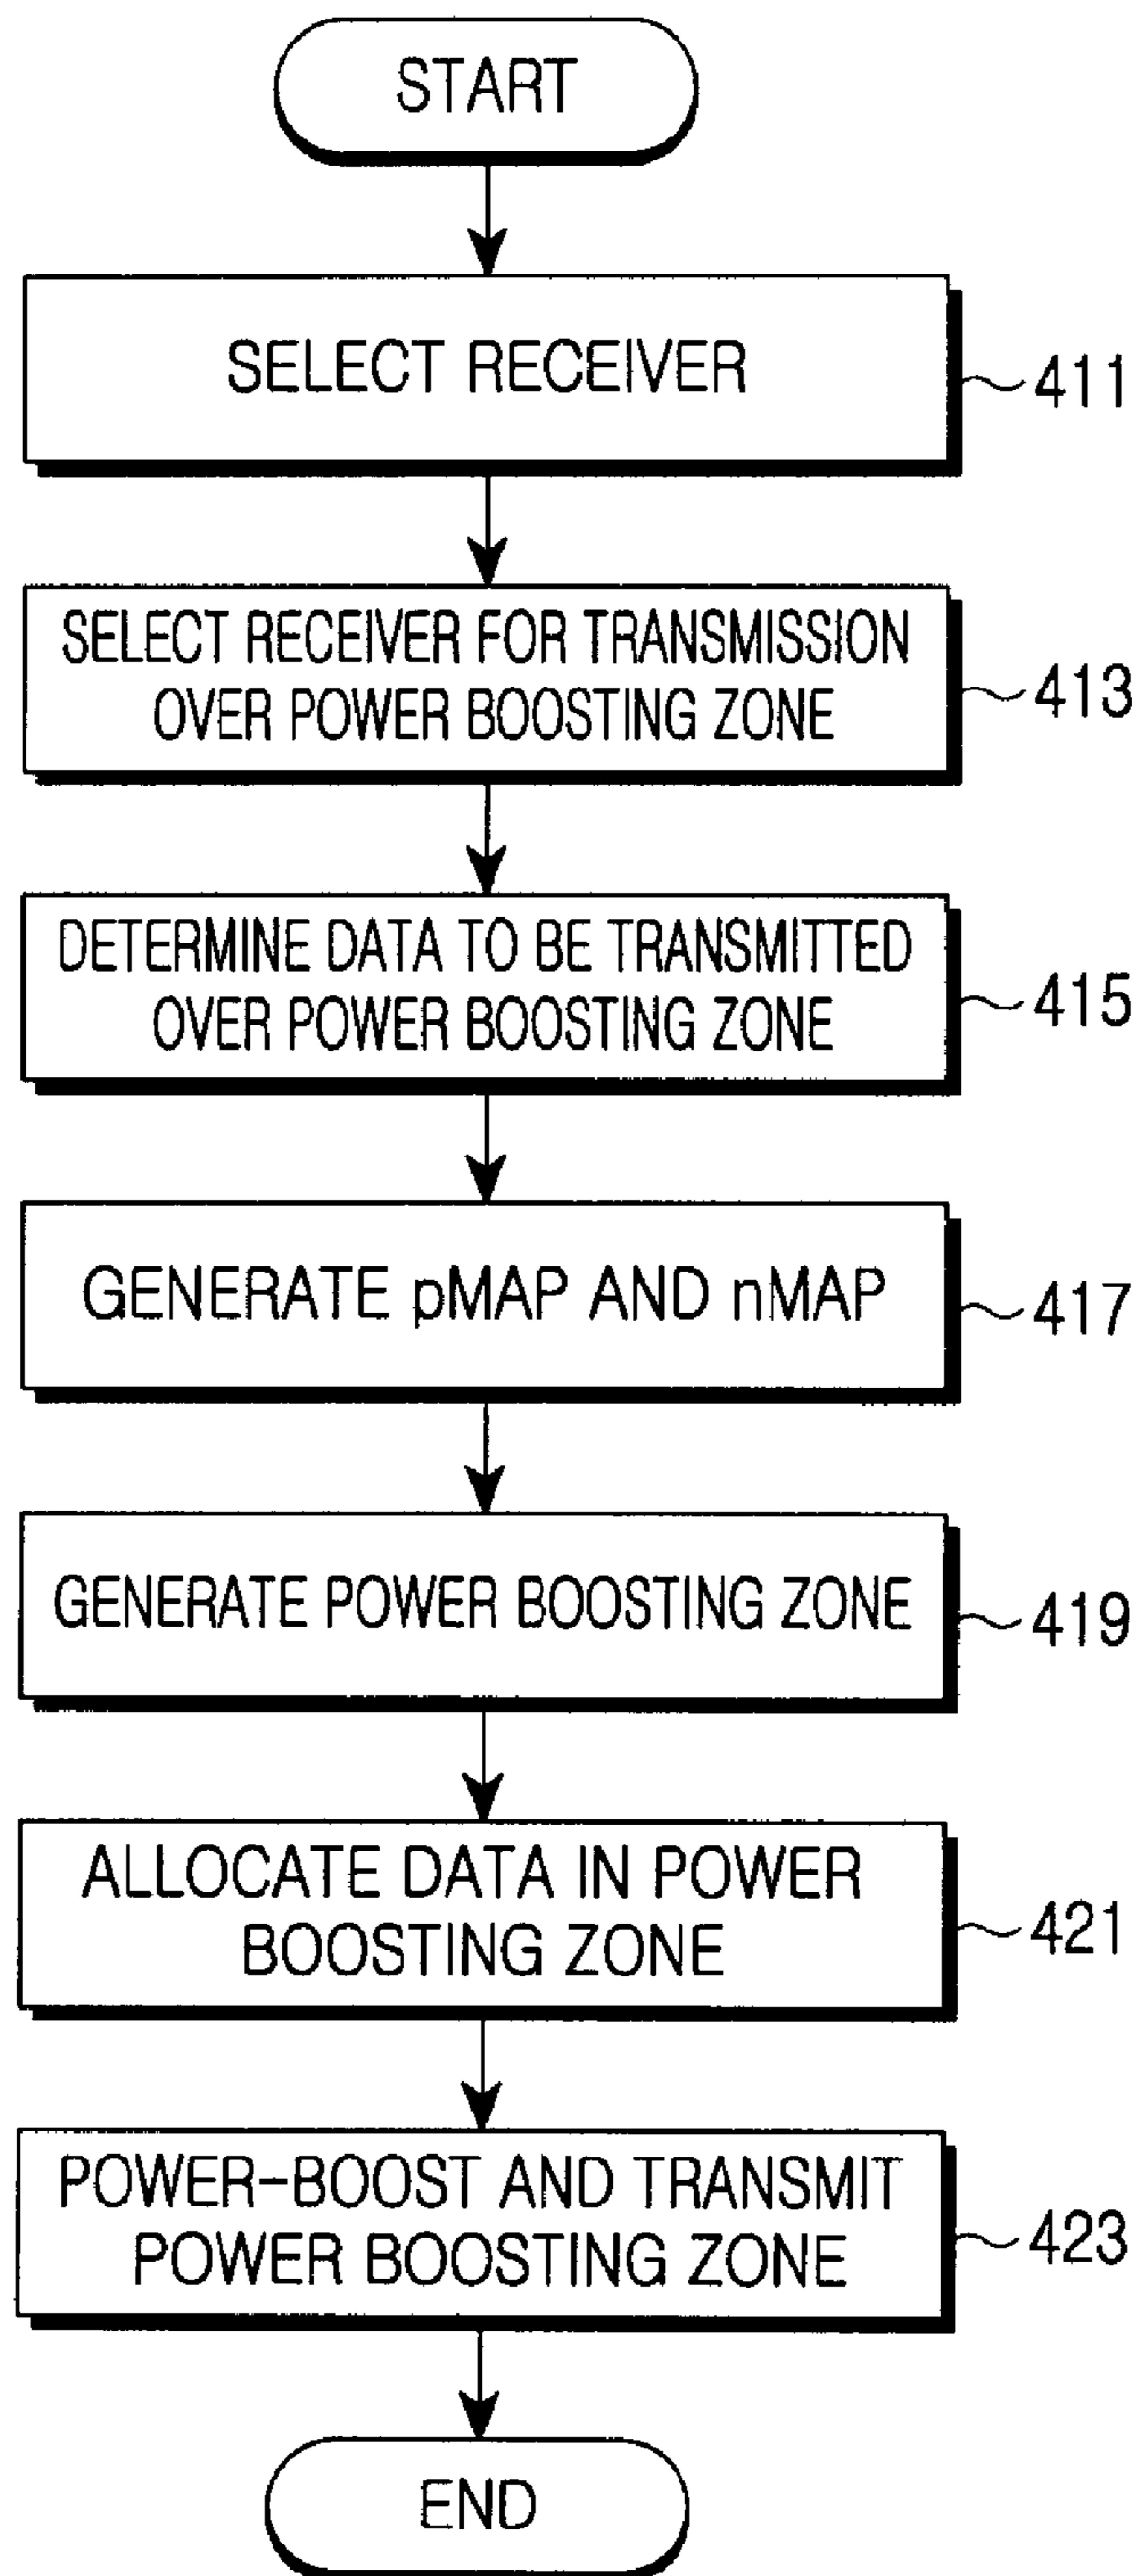 START
SELECT RECEIVER
411
SELECT RECEIVER FOR TRANSMISSION
OVER POWER BOOSTING ZONE
413
DETERMINE DATA TO BE TRANSMITTED
OVER POWER BOOSTING ZONE
415
GENERATE pMAP AND nMAP
417
GENERATE POWER BOOSTING ZONE
419
ALLOCATE DATA IN POWER
BOOSTING ZONE
421
POWER-BOOST AND TRANSMIT
POWER BOOSTING ZONE
423
END